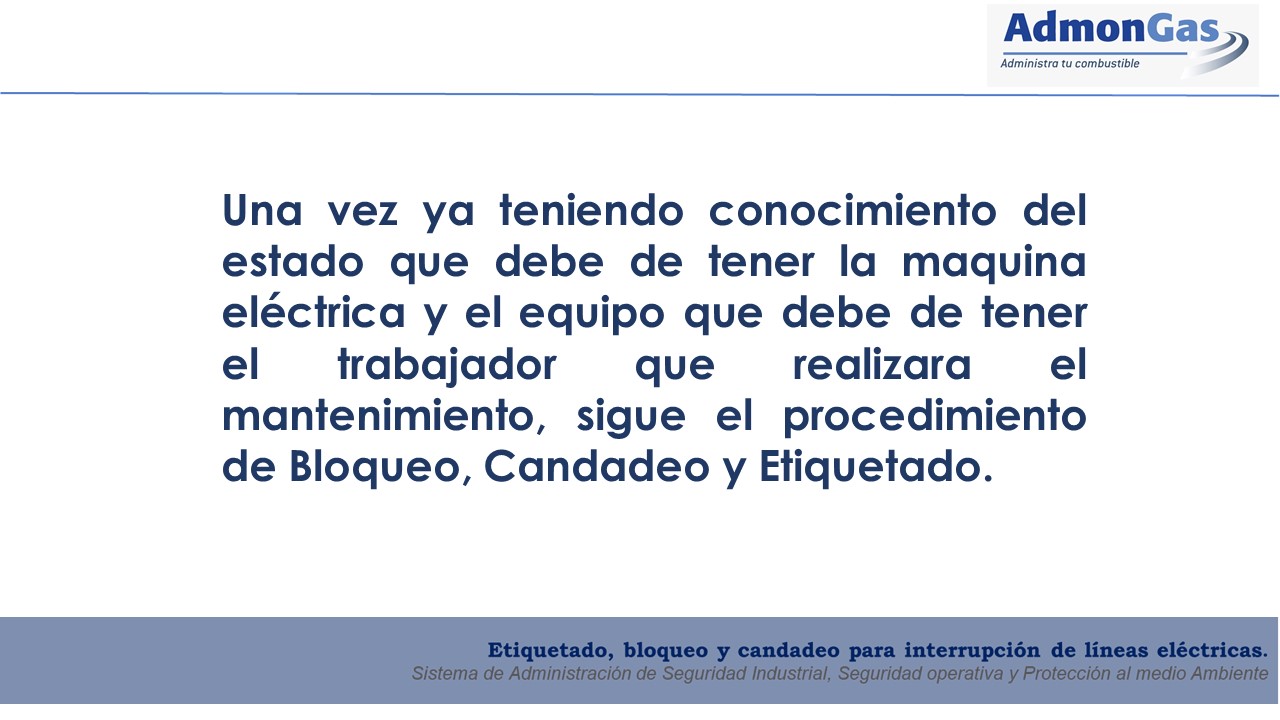 AdmonGas
Administra tu combustible
Una vez ya teniendo conocimiento del
estado que debe de tener la maquina
eléctrica y el equipo que debe de tener
el trabajador que realizara el
mantenimiento, sigue el procedimiento
de Bloqueo, Candadeo y Etiquetado.
Etiquetado, bloqueo y candadeo para interrupción de líneas eléctricas.
Sistema de Administración de Seguridad Industrial, Seguridad operativa y Protección al medio Ambiente